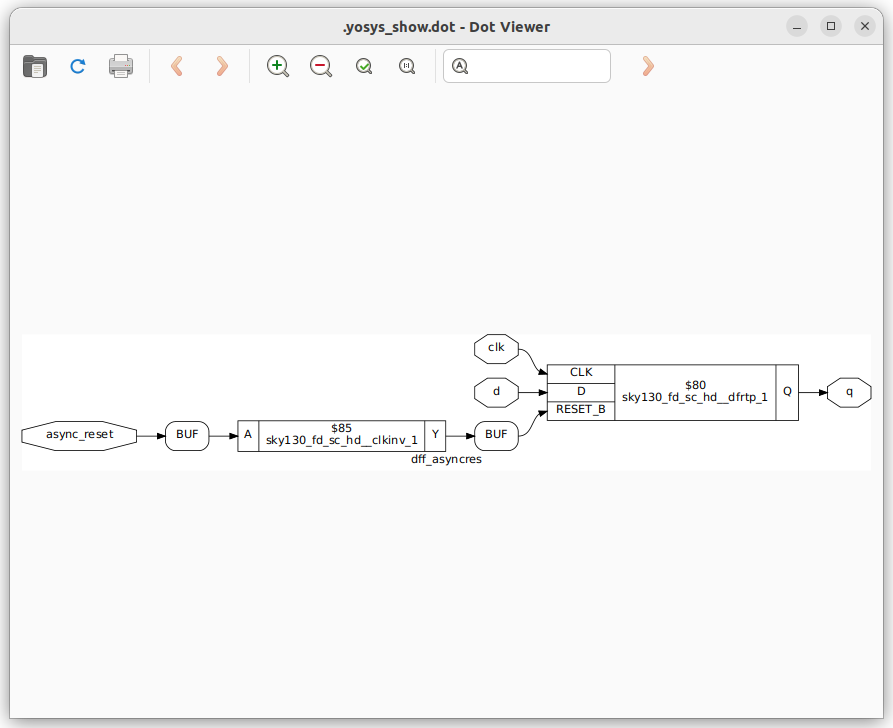 .yosys_show.dot - Dot Viewer
clk
CLK
$80
d
D
sky130_fd_sc_hd__dfrtp_1
Q
q
RESET_B
async_reset
BUF
A
$85
sky130_fd_sc_hd__clkinv_1
Y
BUF
dff_asyncres